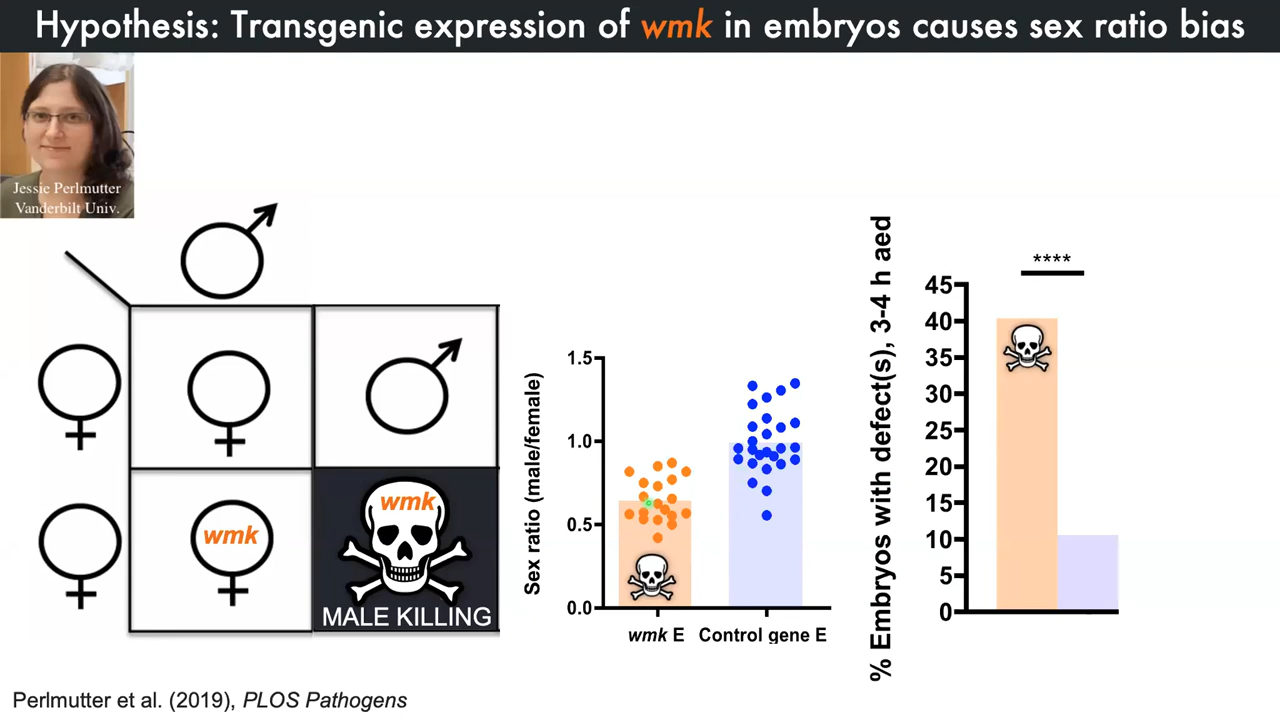 Hypothesis: Transgenic expression of wmk in embryos causes sex ratio bias
Jessie Perlmutter
Vanderbilt Univ.
wmk
wmk
MALE KILLING
Sex ratio (male/female)
1.5
1.0
0.5
0.0
wmk E
Control gene E
% Embryos with defect(s), 3-4 h aed
****
45
40
35
30
25
20
15
10
5
0
Perlmutter et al. (2019), PLOS Pathogens